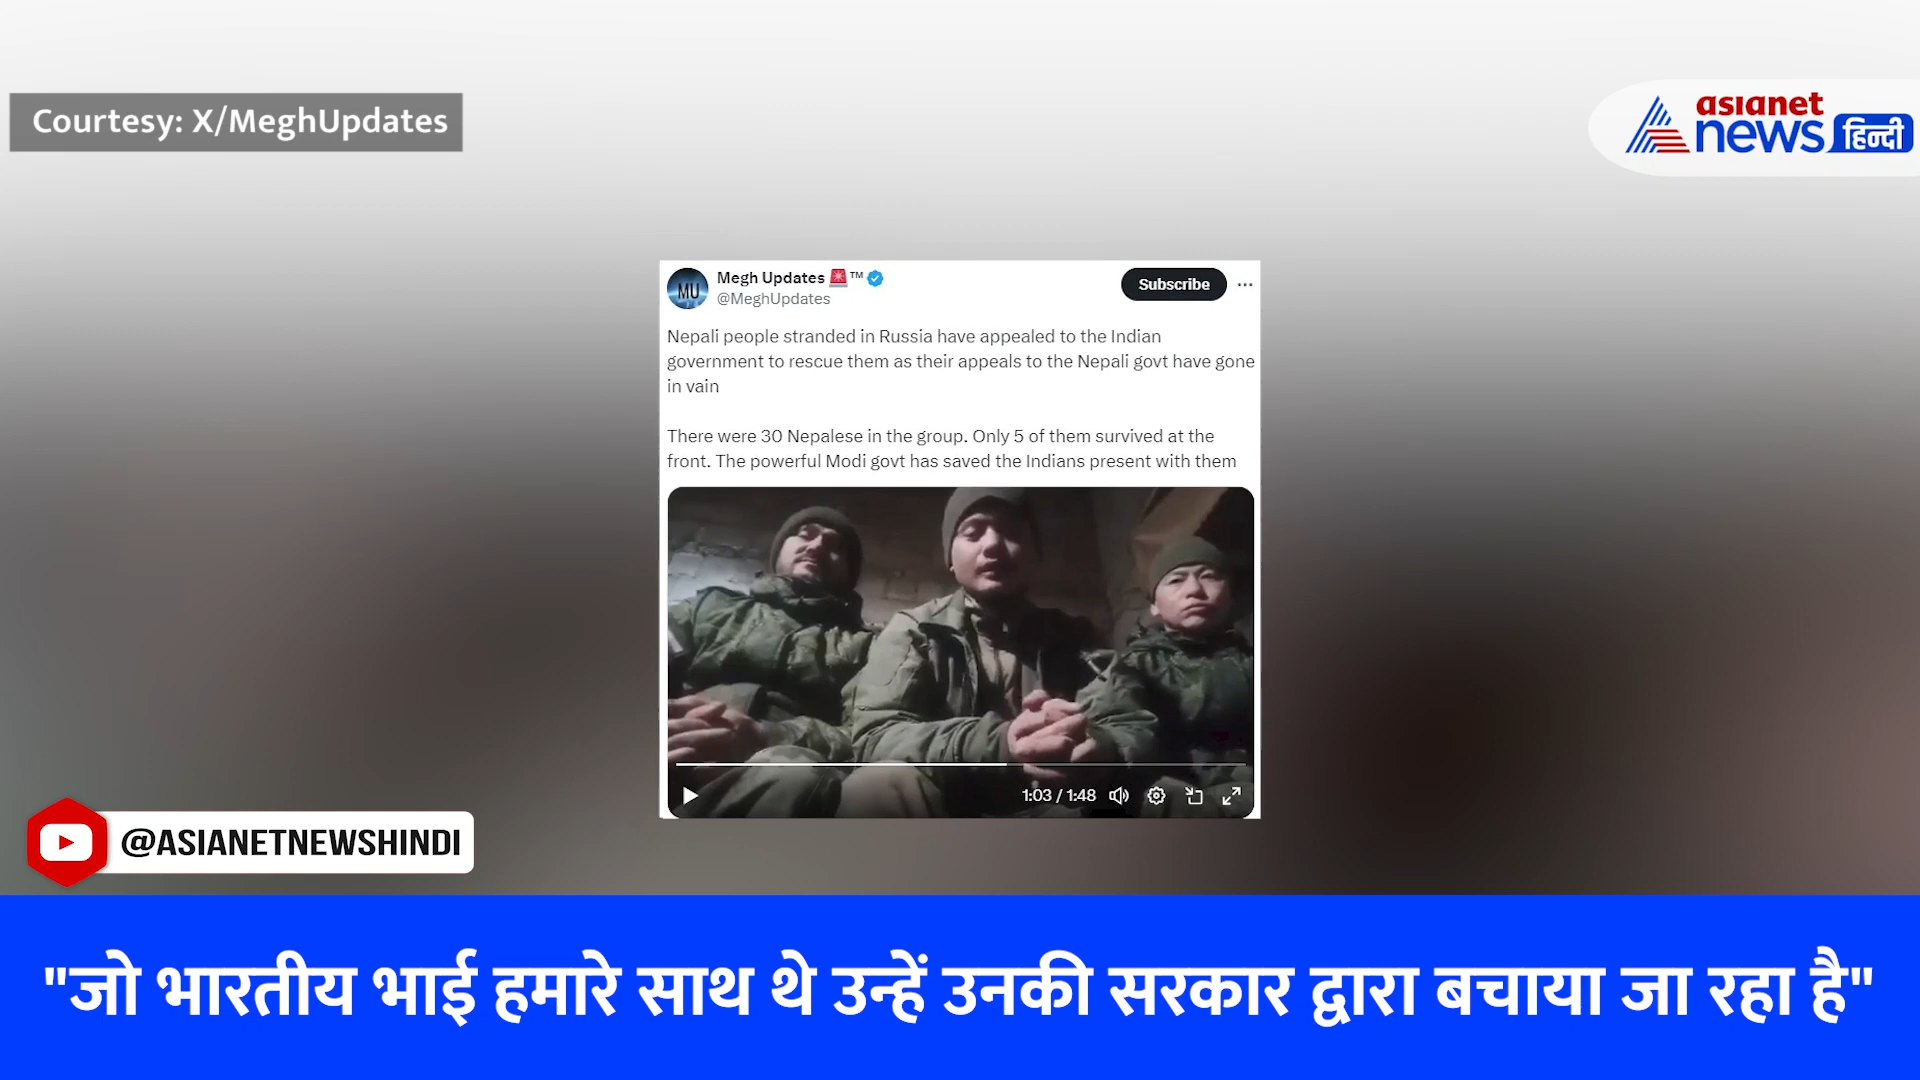 Courtesy: X/MeghUpdates
asıanet
news हिन्दी
MU
Megh Updates 🚨™
@MeghUpdates
Subscribe
Nepali people stranded in Russia have appealed to the Indian
government to rescue them as their appeals to the Nepali govt have gone
in vain
There were 30 Nepalese in the group. Only 5 of them survived at the
front. The powerful Modi govt has saved the Indians present with them
1:03 / 1:48
@ASIANETNEWSHINDI
"जो भारतीय भाई हमारे साथ थे उन्हें उनकी सरकार द्वारा बचाया जा रहा है"